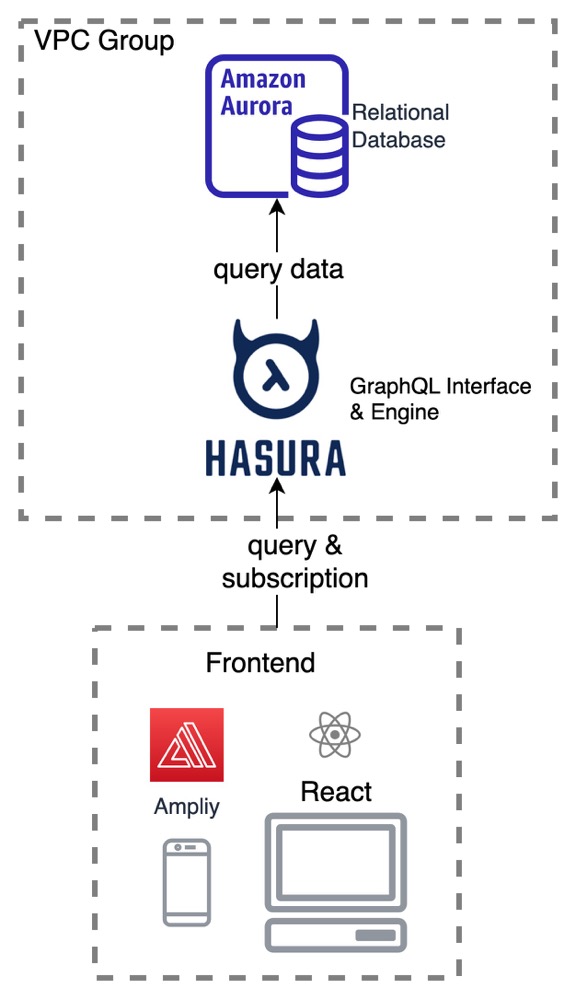 VPC Group
Amazon
Aurora
Relational
Database
query data
GraphQL Interface
& Engine
HASURA
query &
subscription
Frontend
Ampliy
React